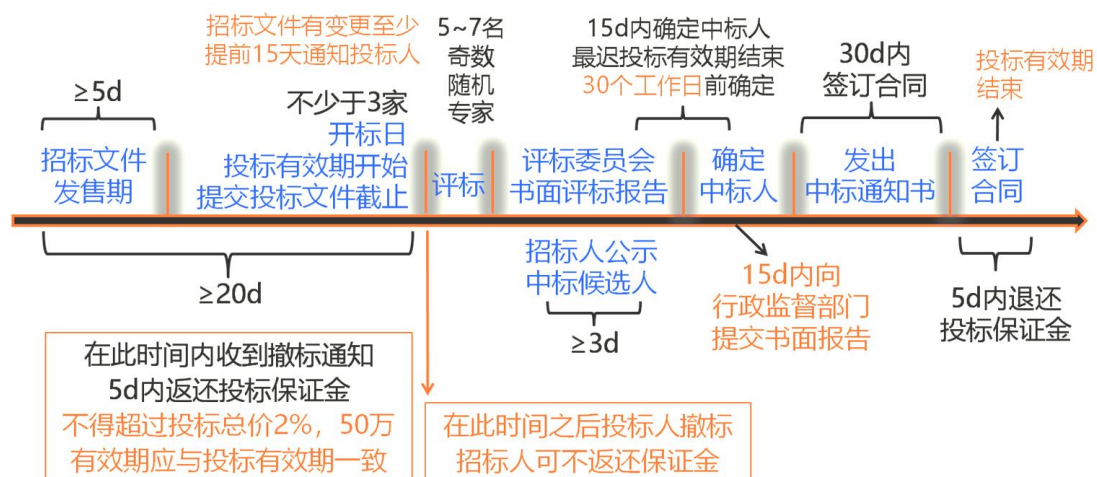 招标文件有变更至少
提前15天通知投标人
5~7名
奇数
随机
专家
15d内确定中标人
最迟投标有效期结束
30个工作日前确定
30d内
签订合同
投标有效期
结束
≥5d
不少于3家
招标文件
发售期
开标日
投标有效期开始
提交投标文件截止
评标
评标委员会
书面评标报告
确定
中标人
发出
中标通知书
签订
合同
≥20d
招标人公示
中标候选人
≥3d
15d内向
行政监督部门
提交书面报告
5d内退还
投标保证金
在此时间内收到撤标通知
5d内返还投标保证金
不得超过投标总价2%，50万
有效期应与投标有效期一致
在此时间之后投标人撤标
招标人可不返还保证金